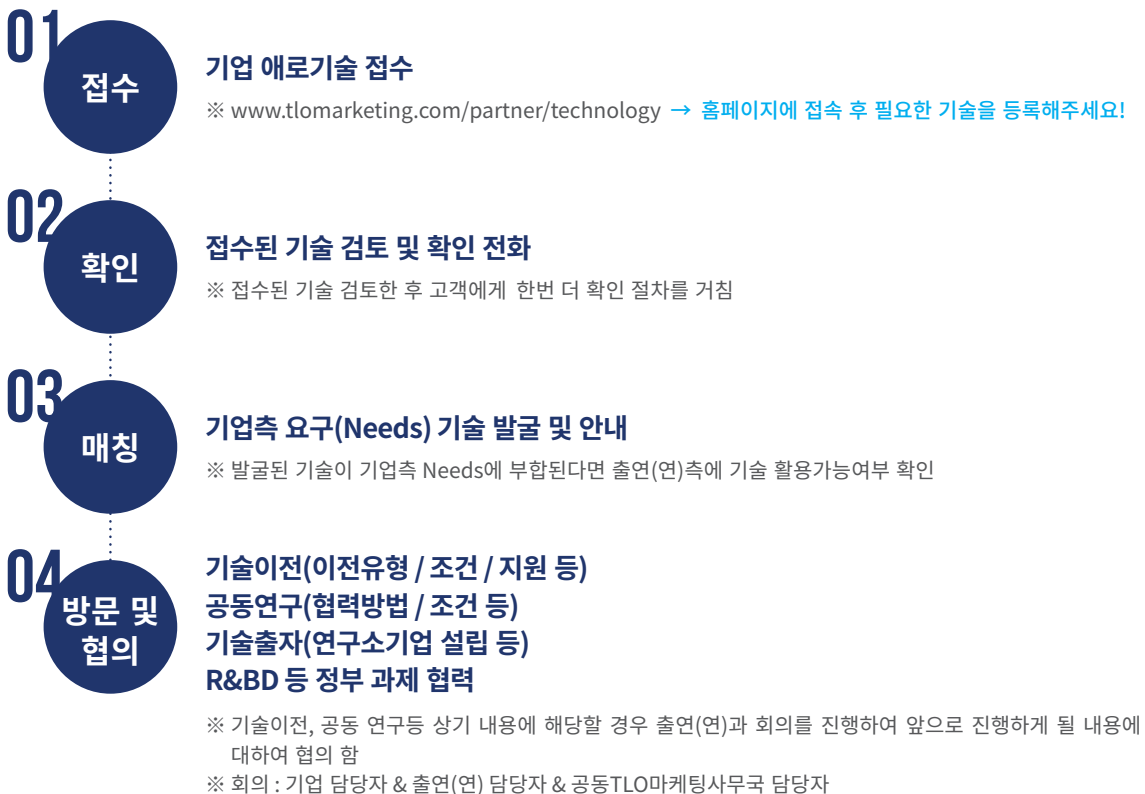 01
접수
기업 애로기술 접수
※ www.tlomarketing.com/partner/technology → 홈페이지에 접속 후 필요한 기술을 등록해주세요!
02
확인
접수된 기술 검토 및 확인 전화
※ 접수된 기술 검토한 후 고객에게 한번 더 확인 절차를 거침
03
매칭
기업측 요구(Needs) 기술 발굴 및 안내
※ 발굴된 기술이 기업측 Needs에 부합된다면 출연(연)측에 기술 활용가능여부 확인
04
방문 및
협의
기술이전(이전유형 / 조건 / 지원 등)
공동연구(협력방법 / 조건 등)
기술출자(연구소기업 설립 등)
R&BD 등 정부 과제 협력
※ 기술이전, 공동 연구등 상기 내용에 해당할 경우 출연(연)과 회의를 진행하여 앞으로 진행하게 될 내용에
대하여 협의 함
※ 회의 : 기업 담당자 & 출연(연) 담당자 & 공동TLO마케팅사무국 담당자